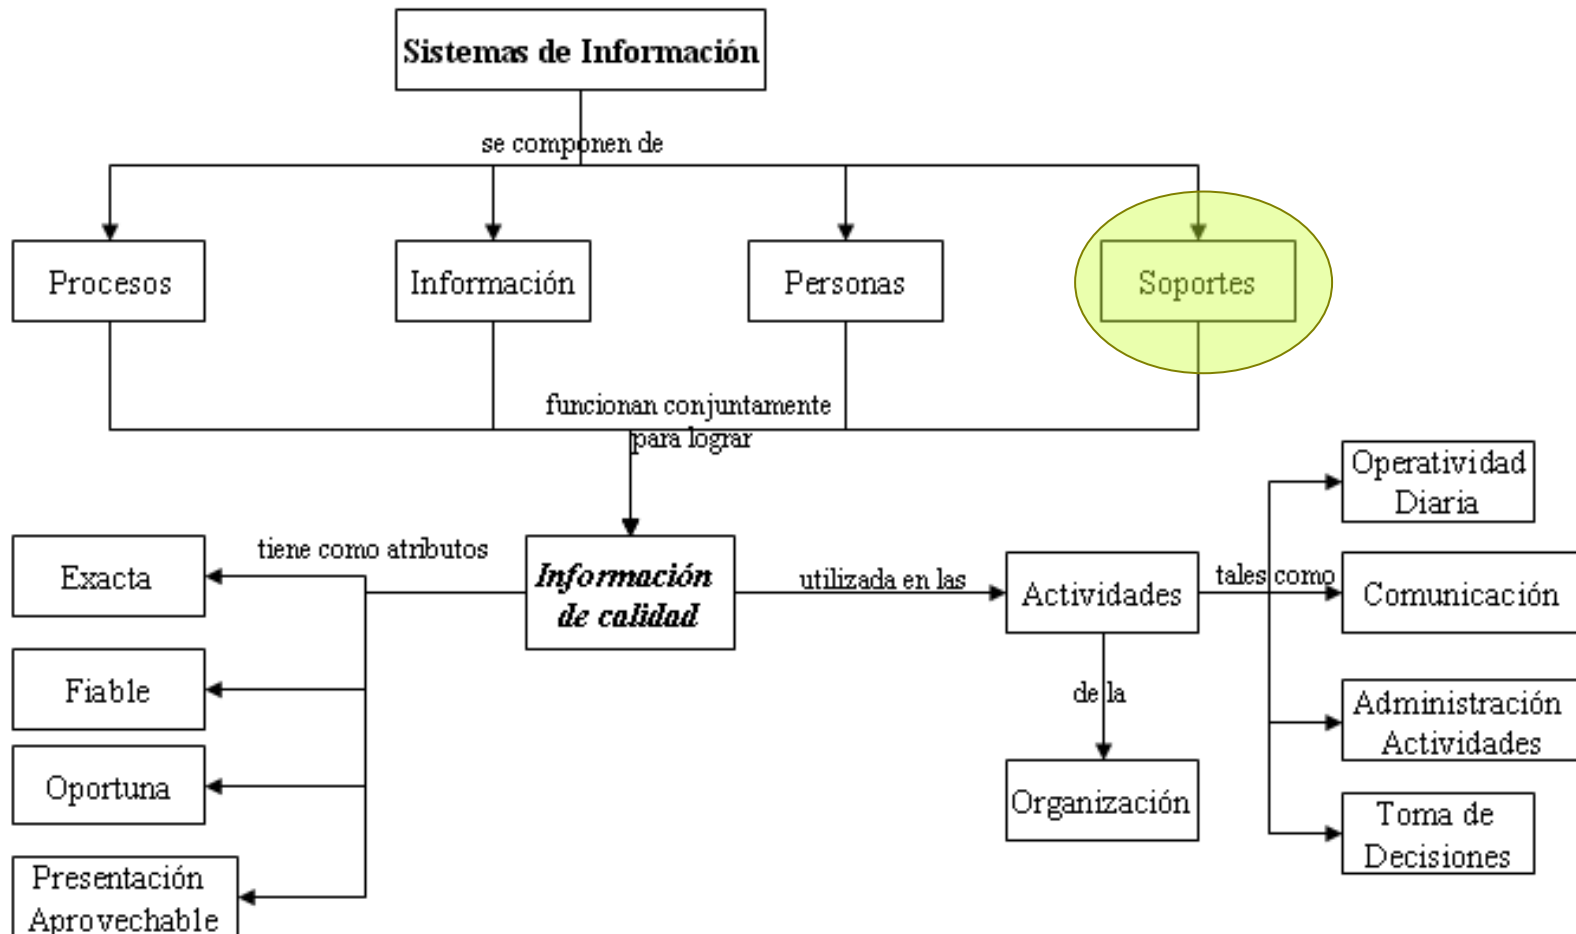 Sistemas de Información
se componen de
Procesos
Información
Personas
Soportes
funcionan conjuntamente
para lograr
Información
de calidad
tiene como atributos
Exacta
Fiable
Oportuna
Presentación
Aprovechable
utilizada en las
Actividades
de la
Organización
tales como
Operatividad
Diaria
Comunicación
Administración
Actividades
Toma de
Decisiones